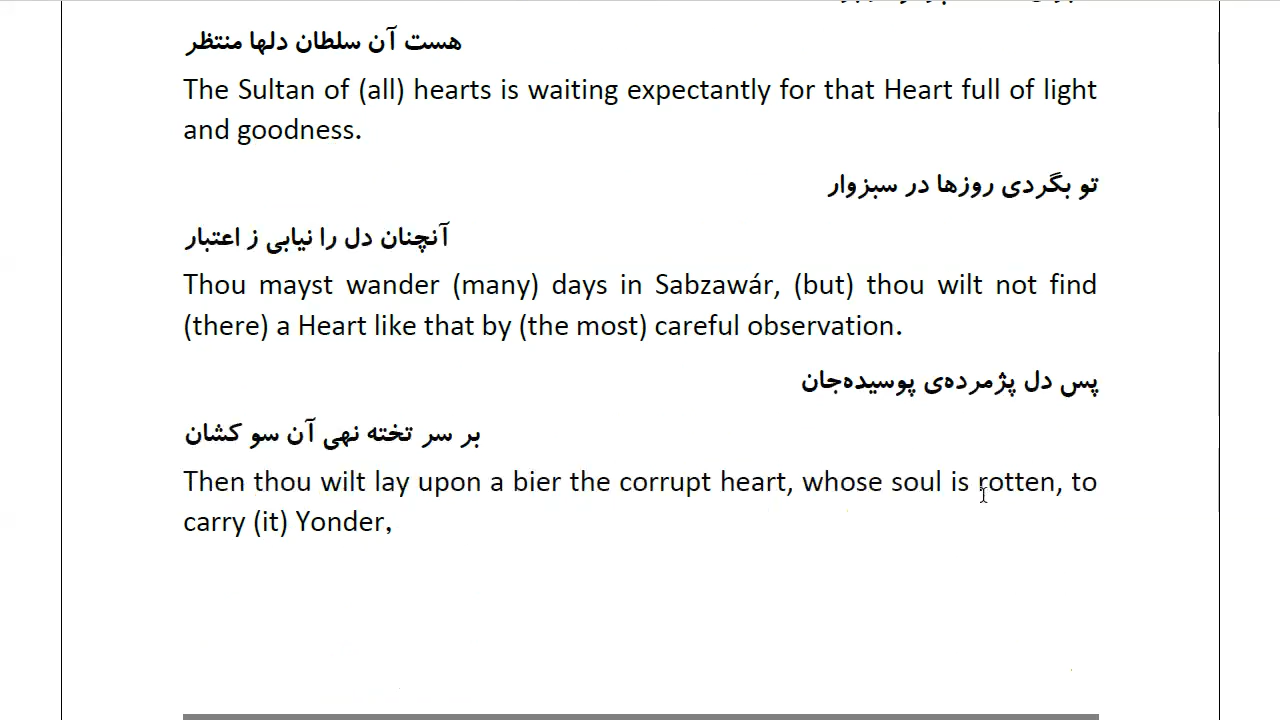 هست آن سلطان دلها منتظر
The Sultan of (all) hearts is waiting expectantly for that Heart full of light
and goodness.
تو بگردی روزها در سبزوار
آنچنان دل را نیابی ز اعتبار
Thou mayst wander (many) days in Sabzawár, (but) thou wilt not find
(there) a Heart like that by (the most) careful observation.
پس دل پژمرده‌ی پوسیده‌جان
بر سر تخته نهی آن سو کشان
Then thou wilt lay upon a bier the corrupt heart, whose soul is rotten, to
carry (it) Yonder,